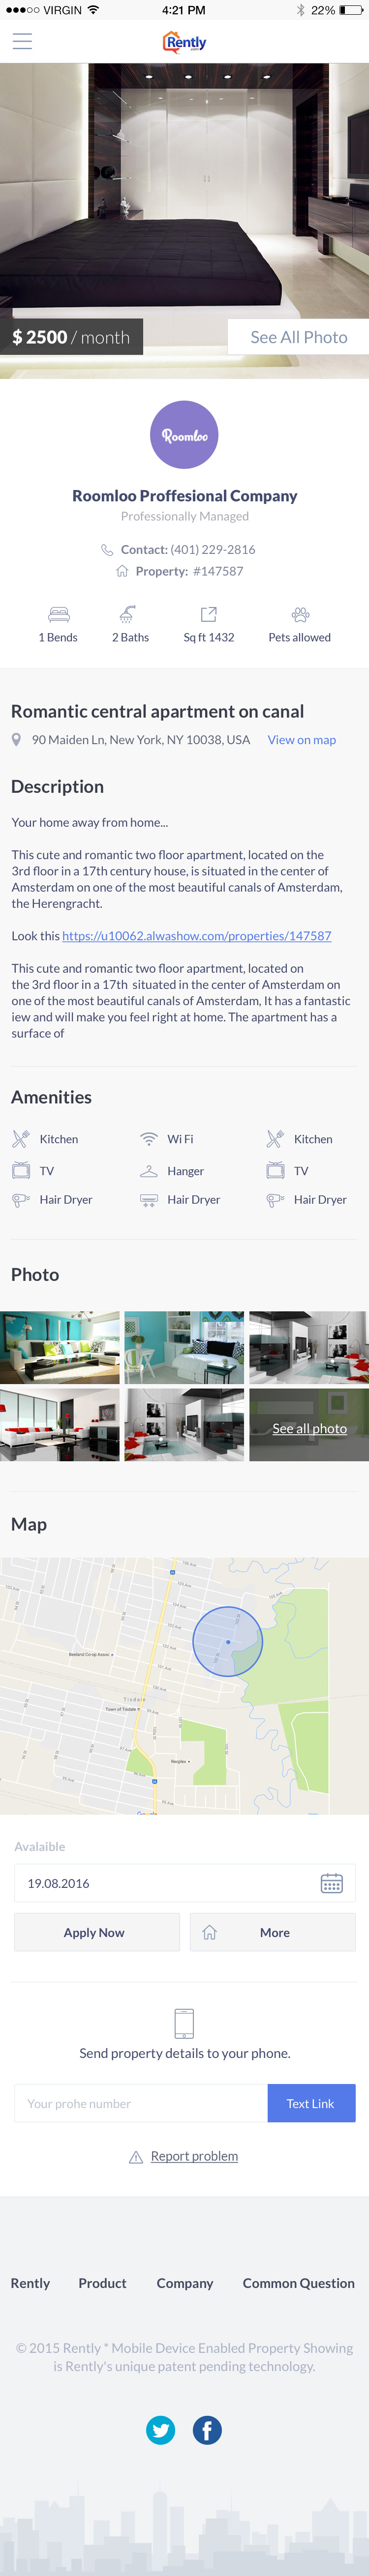 VIRGIN 4:21 PM 22%
Rently
$ 2500 / month
See All Photo
Roomloo
Roomloo Proffesional Company
Professionally Managed
Contact: (401) 229-2816
Property: #147587
1 Bends 2 Baths Sq ft 1432 Pets allowed
Romantic central apartment on canal
90 Maiden Ln, New York, NY 10038, USA View on map
Description
Your home away from home...
This cute and romantic two floor apartment, located on the
3rd floor in a 17th century house, is situated in the center of
Amsterdam on one of the most beautiful canals of Amsterdam,
the Herengracht.
Look this https://u10062.alwashow.com/properties/147587
This cute and romantic two floor apartment, located on
the 3rd floor in a 17th situated in the center of Amsterdam on
one of the most beautiful canals of Amsterdam, It has a fantastic
iew and will make you feel right at home. The apartment has a
surface of
Amenities
Kitchen Wi Fi Kitchen
TV Hanger TV
Hair Dryer Hair Dryer Hair Dryer
Photo
See all photo
Map
Tisdale
Town of Tisdale
RecPlex
Avalaible
19.08.2016
Apply Now More
Send property details to your phone.
Your prohe number Text Link
Report problem
Rently Product Company Common Question
© 2015 Rently * Mobile Device Enabled Property Showing
is Rently's unique patent pending technology.